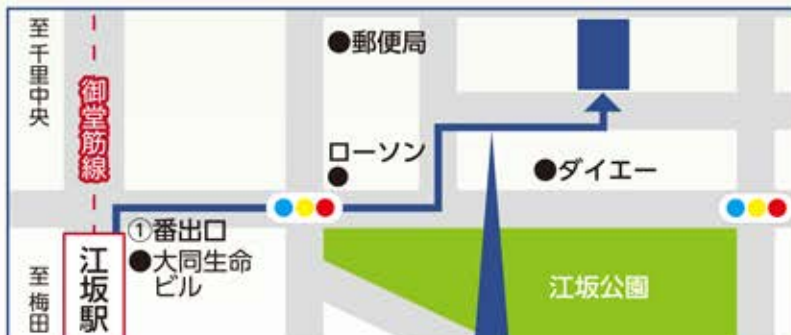 至千里中央
御堂筋線
郵便局
ローソン
ダイエー
①番出口
大同生命
ビル
江坂駅
至梅田
江坂公園